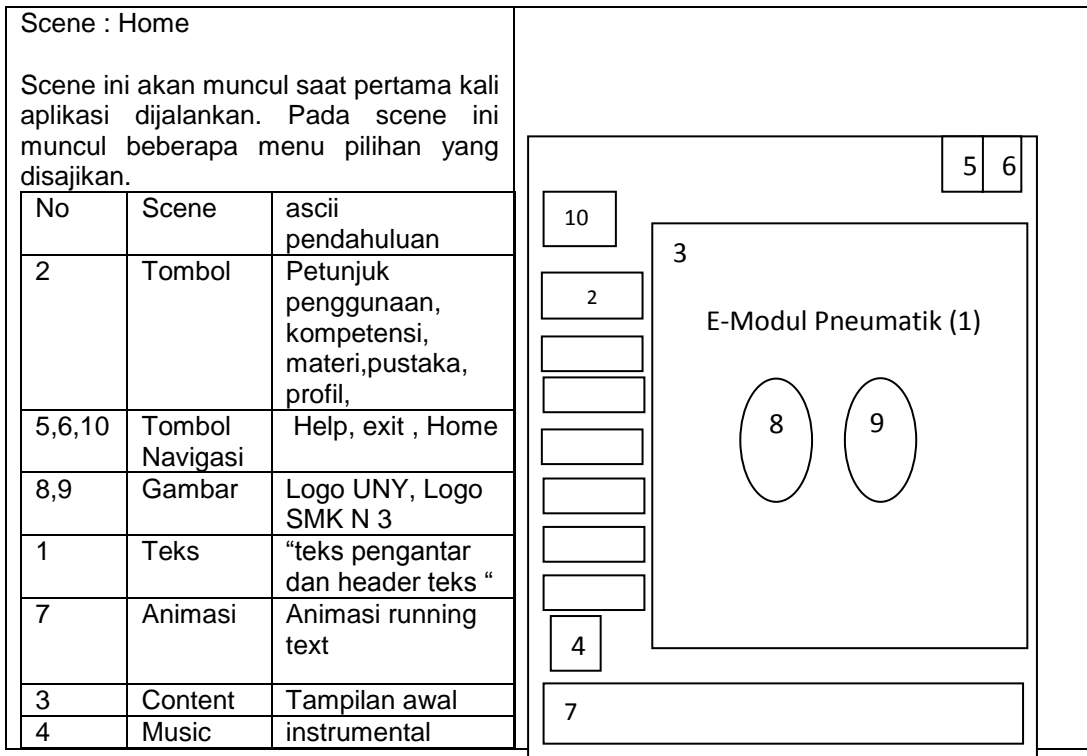 Scene : Home
Scene ini akan muncul saat pertama kali
aplikasi dijalankan. Pada scene ini
muncul beberapa menu pilihan yang
disajikan.
No Scene ascii
pendahuluan
2 Tombol Petunjuk
penggunaan,
kompetensi,
materi,pustaka,
profil,
5,6,10 Tombol Help, exit , Home
Navigasi
8,9 Gambar Logo UNY, Logo
SMK N 3
1 Teks “teks pengantar
dan header teks “
7 Animasi Animasi running
text
3 Content Tampilan awal
4 Music instrumental
5 6
10
3
2
E-Modul Pneumatik (1)
8 9
4
7